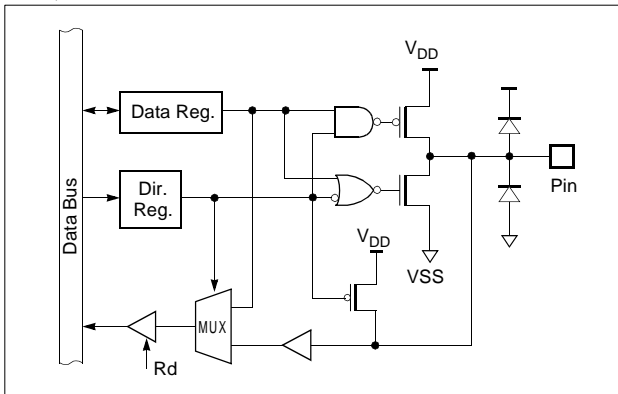 VDD
Data Reg.
Data Bus
Dir.
Reg.
Pin
VDD
VSS
MUX
Rd